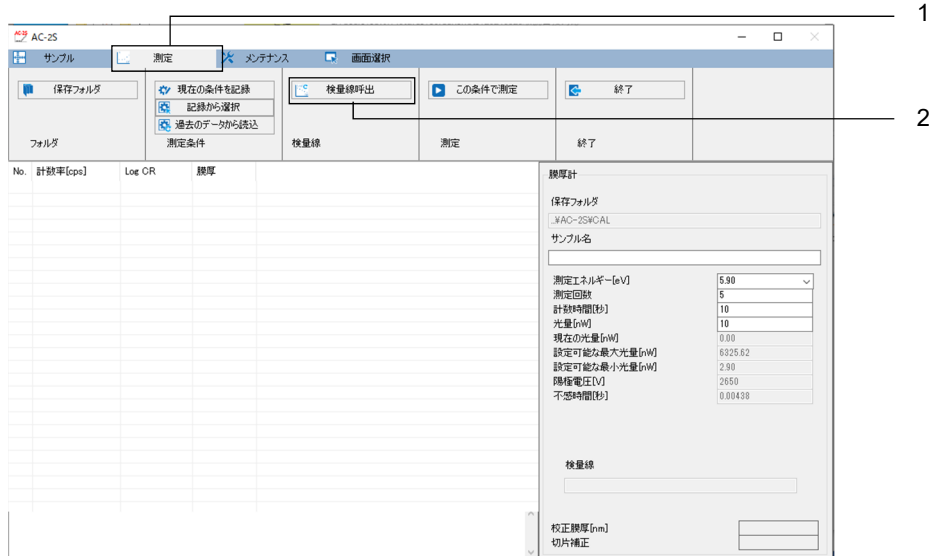 1
AC-2S AC-2S
サンプル 測定 メンテナンス 画面選択
保存フォルダ 現在の条件を記録 検量線呼出 この条件で測定 終了
記録から選択
2
過去のデータから読込
フォルダ 測定条件 検量線 測定 終了
No. 計数率[cps] Log CR 膜厚
膜厚計
保存フォルダ
..¥AC-2S¥CAL
サンプル名
測定エネルギー[eV] 5.90
測定回数 5
計数時間[秒] 10
光量[nW] 10
現在の光量[nW] 0.00
設定可能な最大光量[nW] 6325.62
設定可能な最小光量[nW] 2.90
陽極電圧[V] 2650
不感時間[秒] 0.00438
検量線
校正膜厚[nm]
切片補正